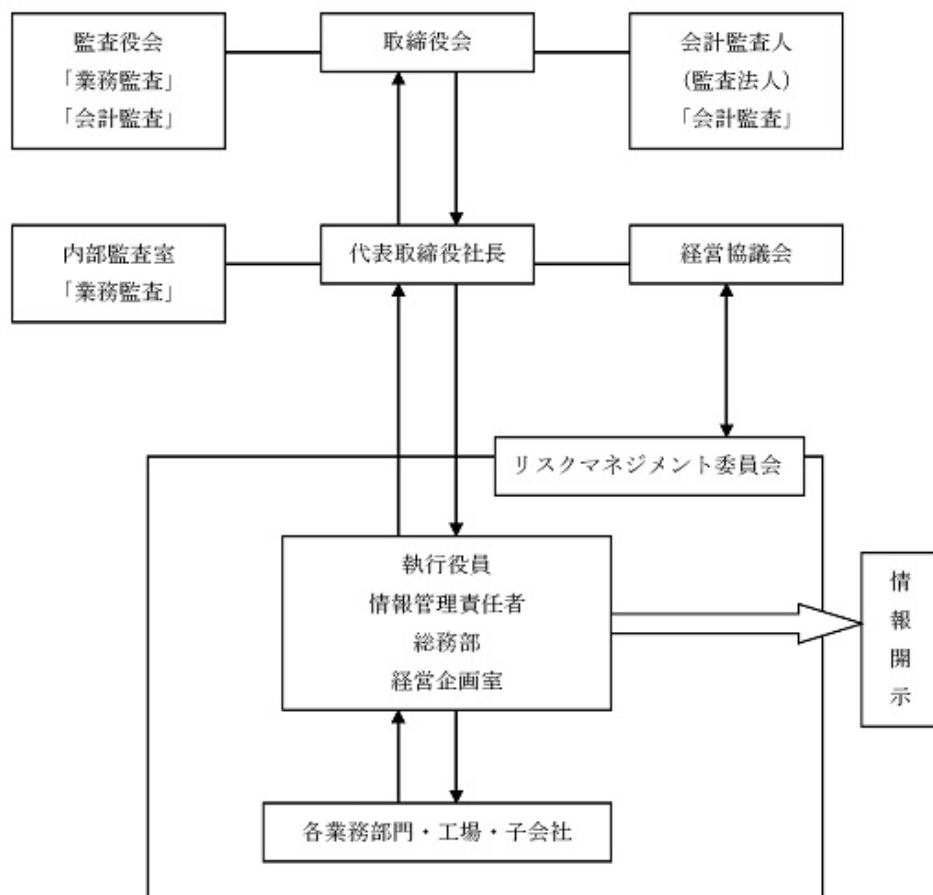 監査役会
「業務監査」
「会計監査」
取締役会
会計監査人
(監査法人)
「会計監査」
内部監査室
「業務監査」
代表取締役社長
経営協議会
リスクマネジメント委員会
執行役員
情報管理責任者
総務部
経営企画室
情報開示
各業務部門・工場・子会社